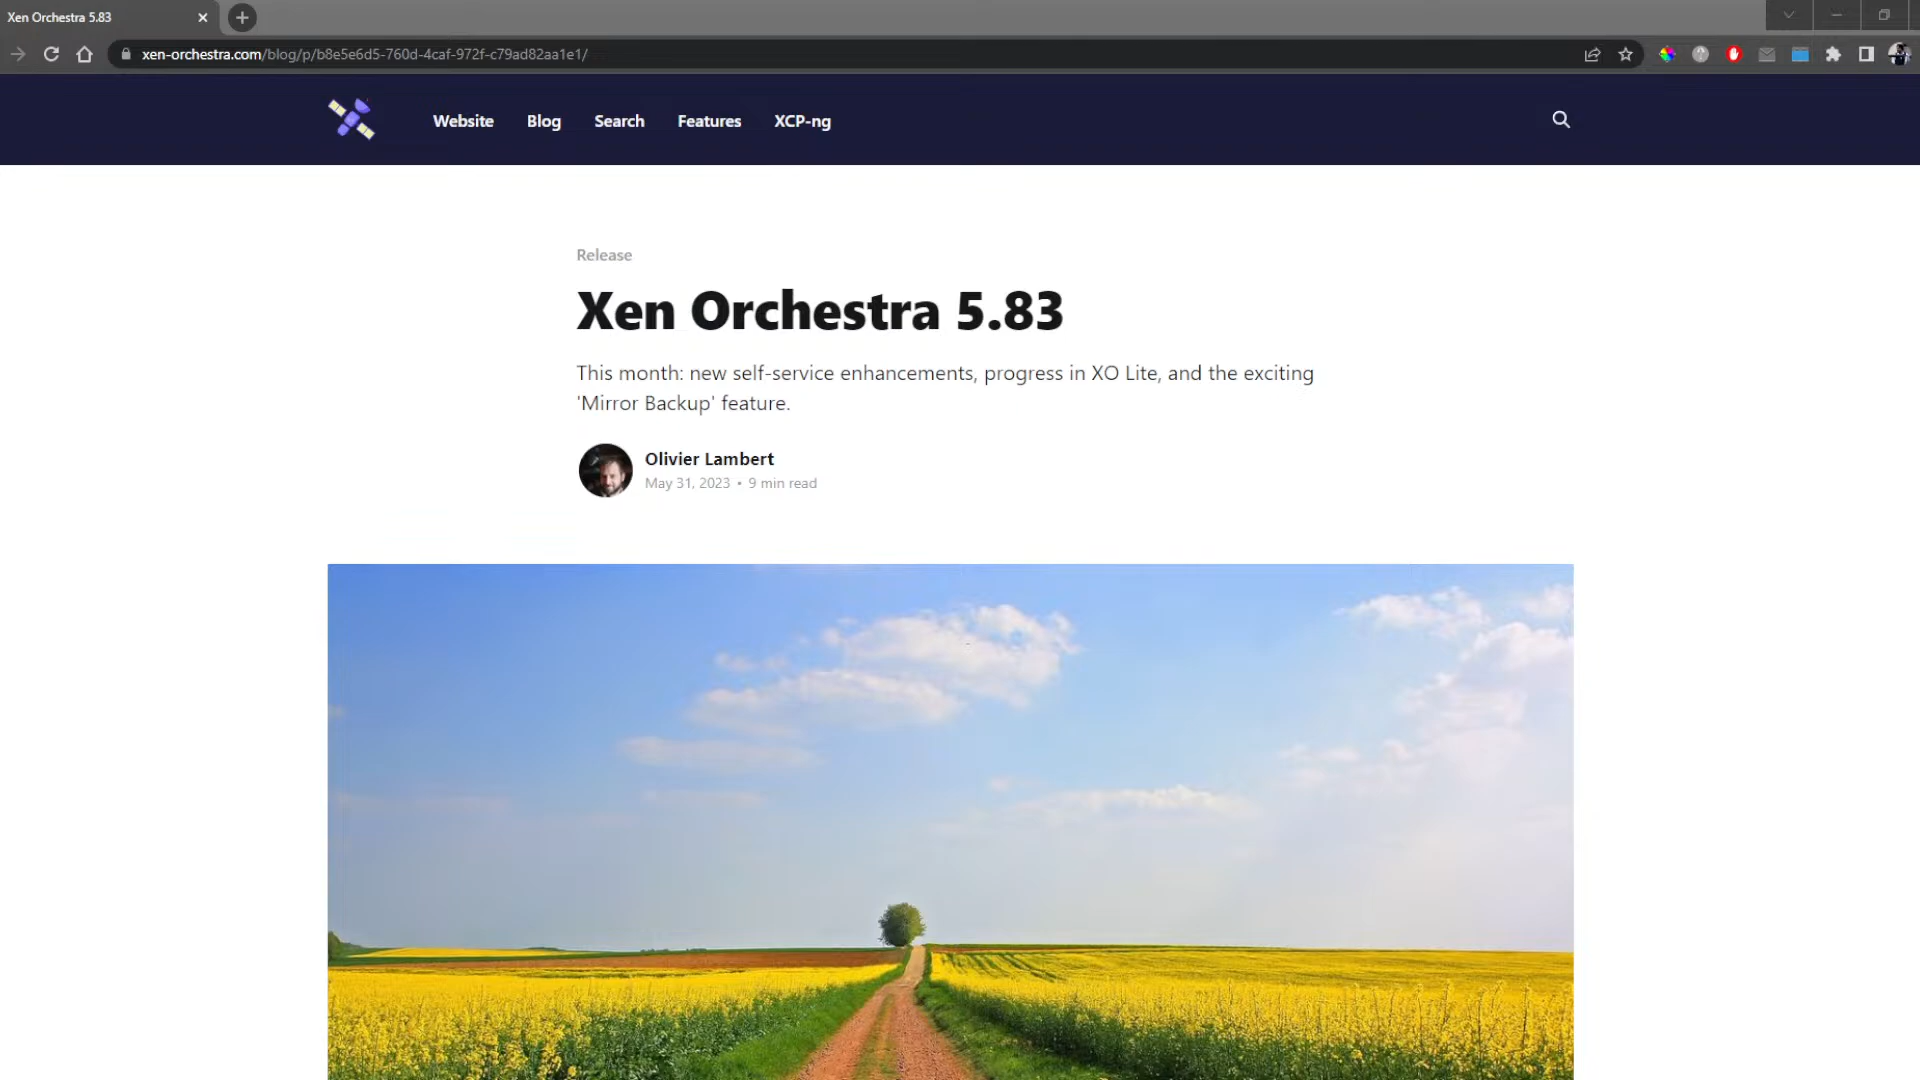 Xen Orchestra 5.83
xen-orchestra.com/blog/p/b8e5e6d5-760d-4caf-972f-c79ad82aa1e1/
Website Blog Search Features XCP-ng
Release
Xen Orchestra 5.83
This month: new self-service enhancements, progress in XO Lite, and the exciting
'Mirror Backup' feature.
Olivier Lambert
May 31, 2023 • 9 min read